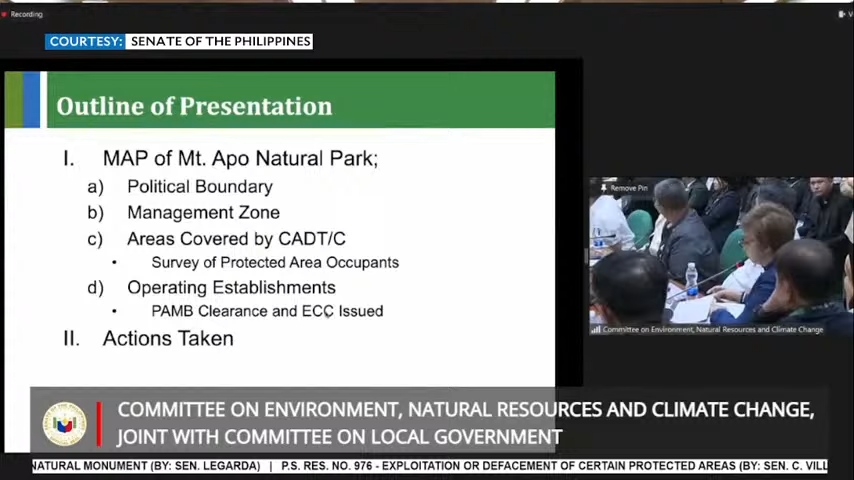 Recording
COURTESY: SENATE OF THE PHILIPPINES
Outline of Presentation
I. MAP of Mt. Apo Natural Park;
a) Political Boundary
b) Management Zone
c) Areas Covered by CADT/C
• Survey of Protected Area Occupants
d) Operating Establishments
• PAMB Clearance and ECC Issued
II. Actions Taken
Remove Pin
Committee on Environment, Natural Resources and Climate Change
COMMITTEE ON ENVIRONMENT, NATURAL RESOURCES AND CLIMATE CHANGE,
JOINT WITH COMMITTEE ON LOCAL GOVERNMENT
NATURAL MONUMENT (BY: SEN. LEGARDA) | P.S. RES. NO. 976 - EXPLOITATION OR DEFACEMENT OF CERTAIN PROTECTED AREAS (BY: SEN. C. VILL